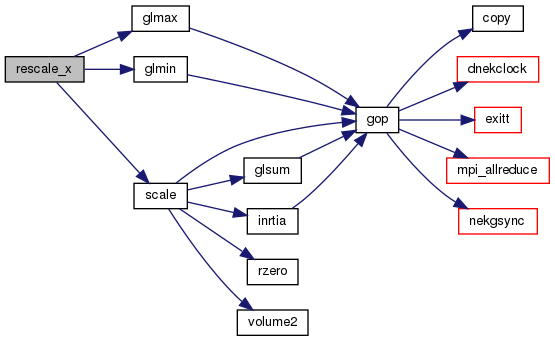 rescale_x
glmax
glmin
scale
glsum
inrtia
rzero
volume2
gop
copy
dnekclock
exitt
mpi_allreduce
nekgsync